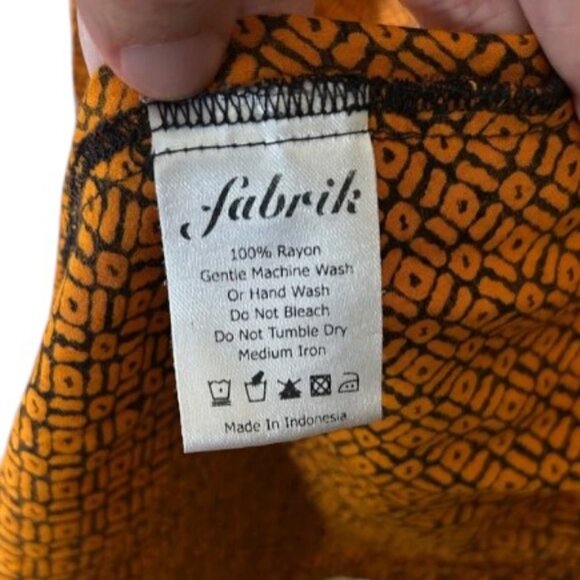 fabrik
100% Rayon
Gentle Machine Wash
Or Hand Wash
Do Not Bleach
Do Not Tumble Dry
Medium Iron
Made In Indonesia